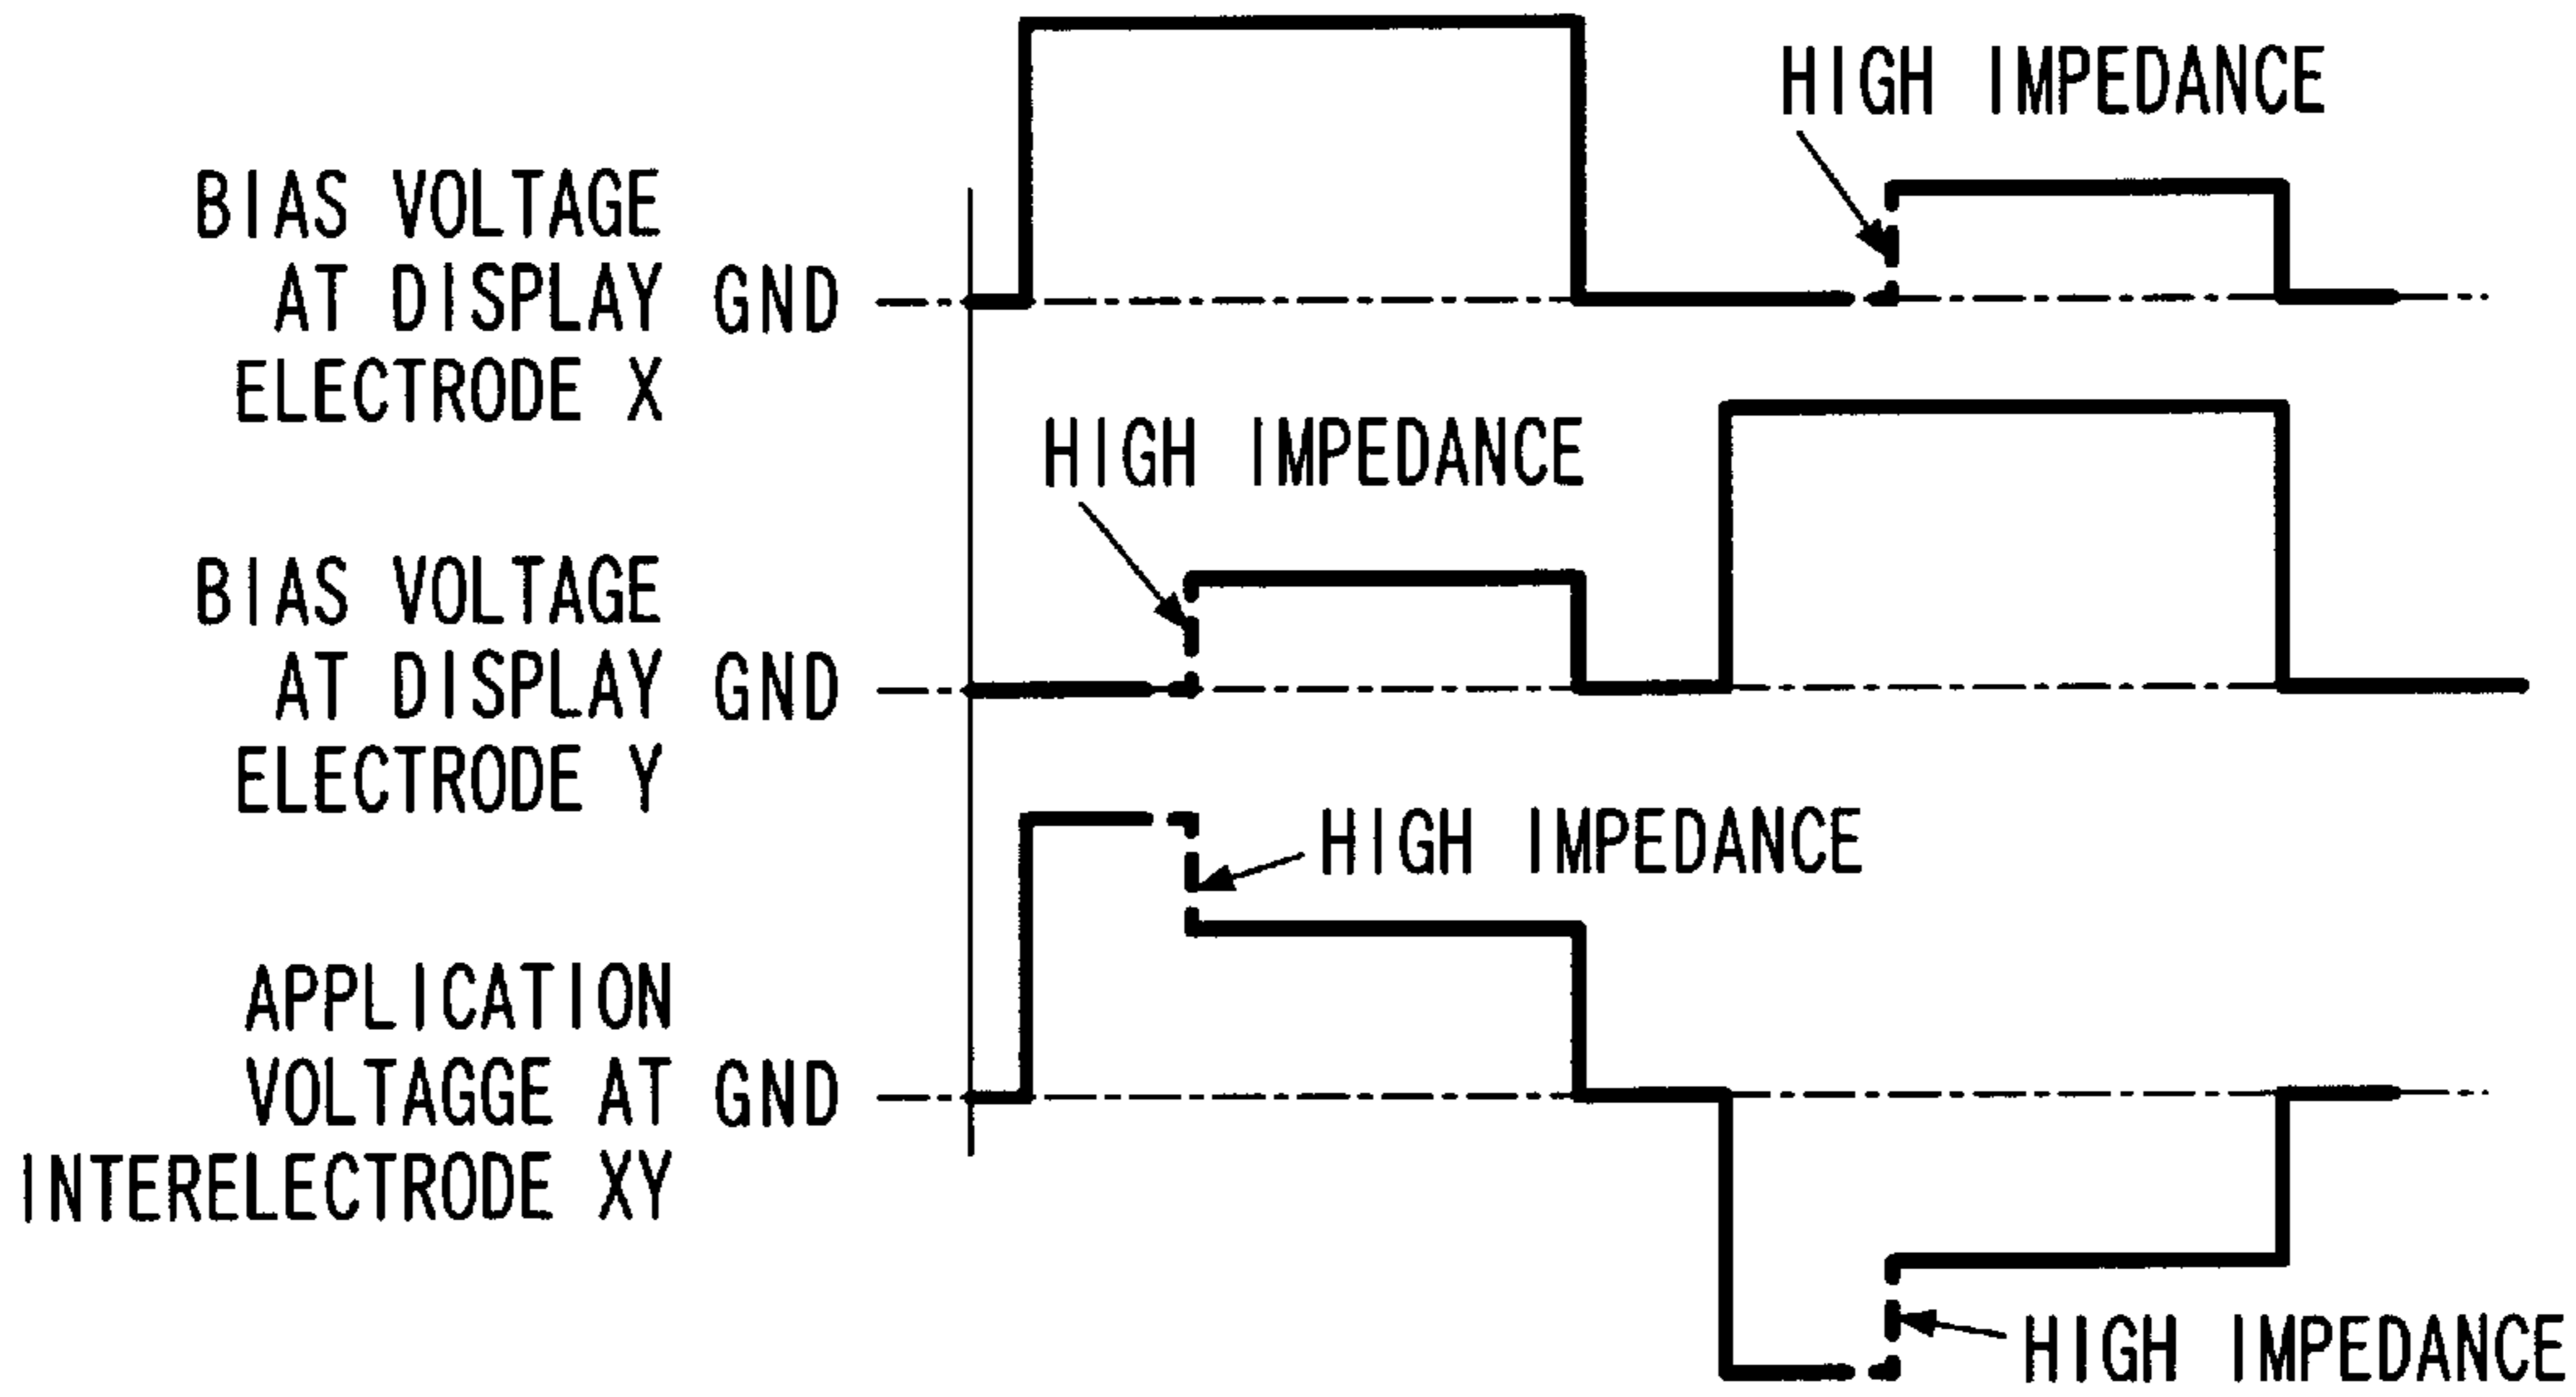 HIGH IMPEDANCE
BIAS VOLTAGE
AT DISPLAY GND
ELECTRODE X
HIGH IMPEDANCE
BIAS VOLTAGE
AT DISPLAY GND
ELECTRODE Y
HIGH IMPEDANCE
APPLICATION
VOLTAGGE AT GND
INTERELECTRODE XY
HIGH IMPEDANCE